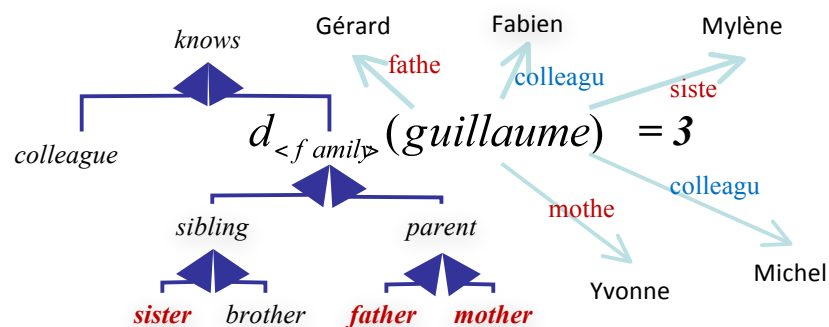 Gérard
Fabien
Mylène
knows
fathe
colleagu
siste
colleague
d<family>(guillaume) = 3
colleagu
mothe
sibling
parent
Michel
Yvonne
sister
brother
father
mother